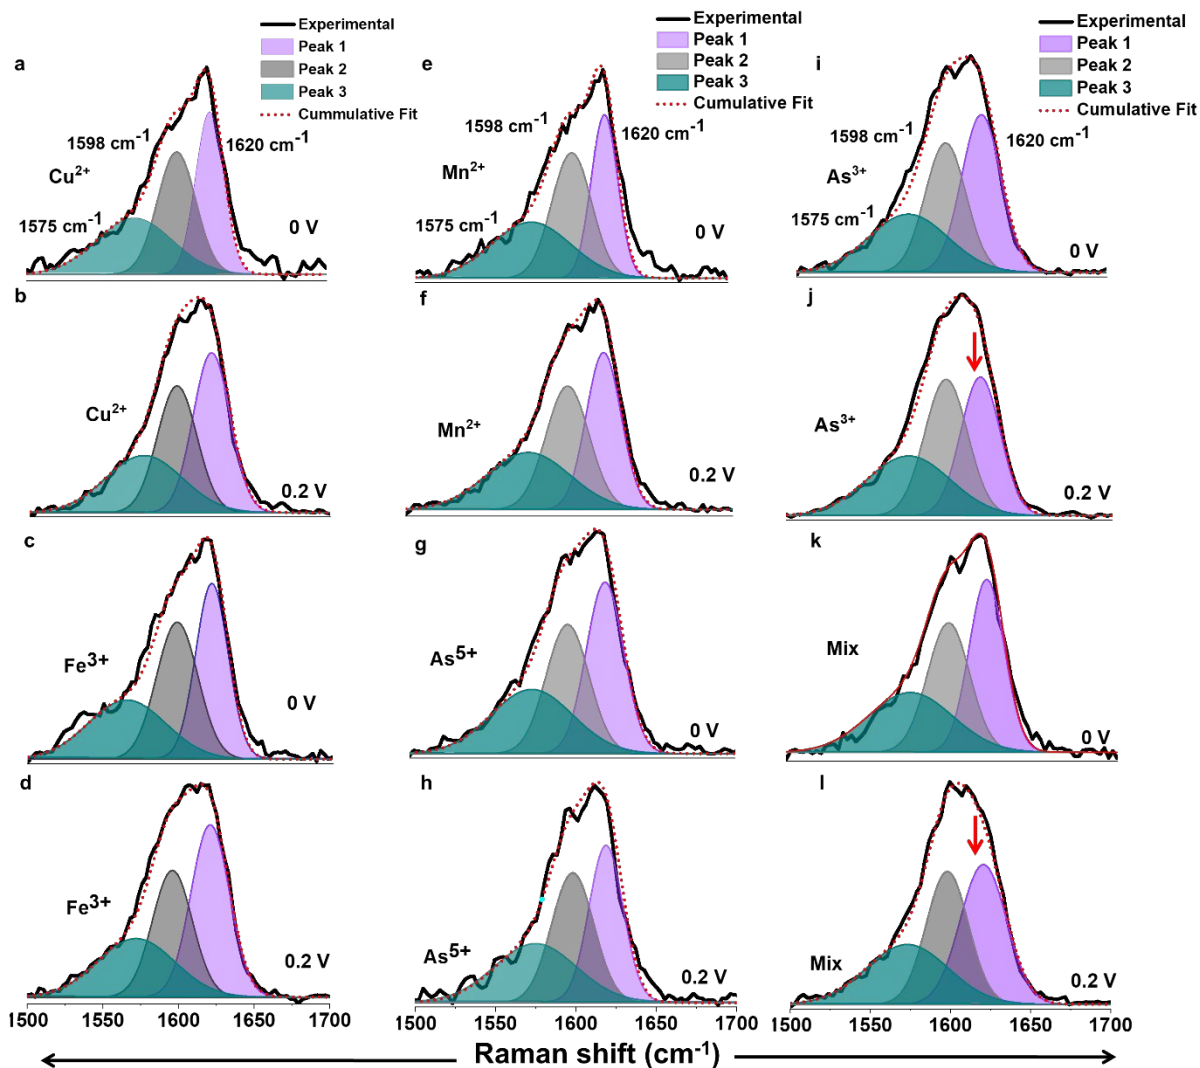 Experimental
Peak 1
Peak 2
Peak 3
Cummulative Fit
a
1598 cm-1
1620 cm-1
Cu2+
1575 cm-1
0 V
Experimental
Peak 1
Peak 2
Peak 3
Cumulative Fit
e
1598 cm-1
1620 cm-1
Mn2+
1575 cm-1
0 V
Experimental
Peak 1
Peak 2
Peak 3
Cumulative Fit
i
1598 cm-1
1620 cm-1
As3+
1575 cm-1
0 V
b
Cu2+
0.2 V
f
Mn2+
0.2 V
j
As3+
0.2 V
c
Fe3+
0 V
g
As5+
0 V
k
Mix
0 V
d
Fe3+
0.2 V
h
As5+
0.2 V
l
Mix
0.2 V
1500 1550 1600 1650 1700
1500 1550 1600 1650 1700
1500 1550 1600 1650 1700
Raman shift (cm-1)